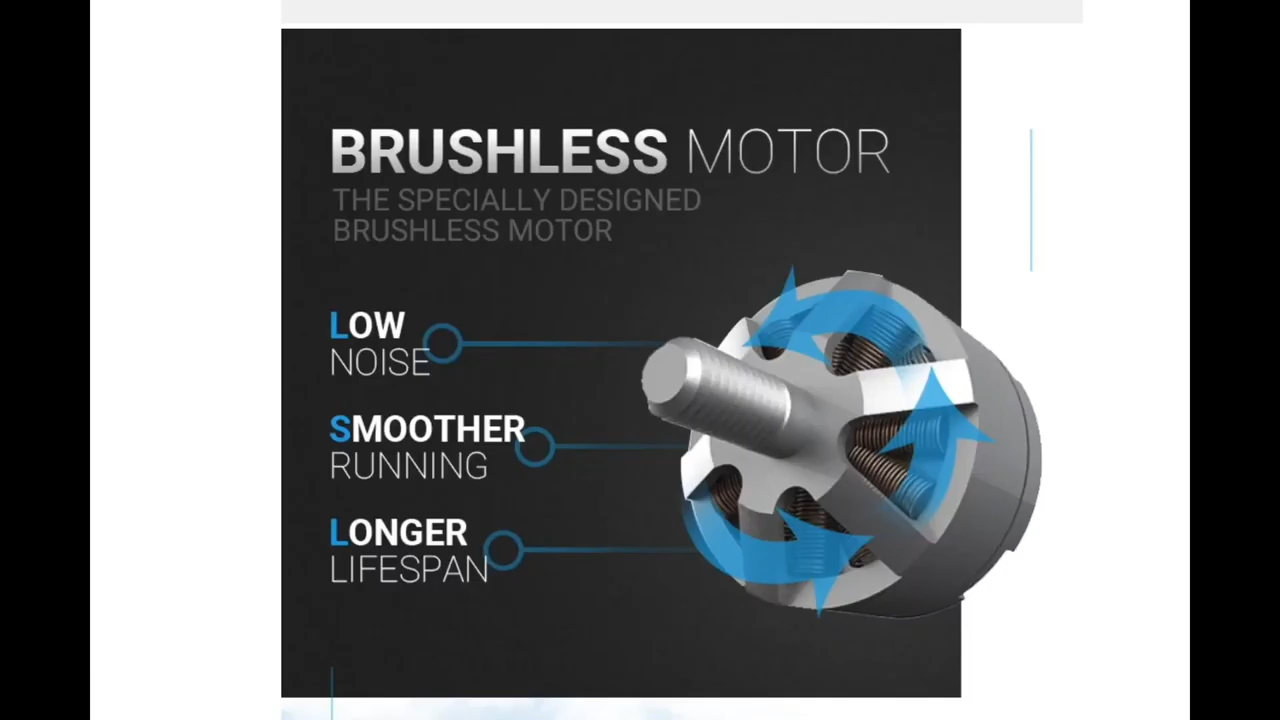 BRUSHLESS MOTOR
THE SPECIALLY DESIGNED
BRUSHLESS MOTOR
LOW
NOISE
SMOOTHER
RUNNING
LONGER
LIFESPAN